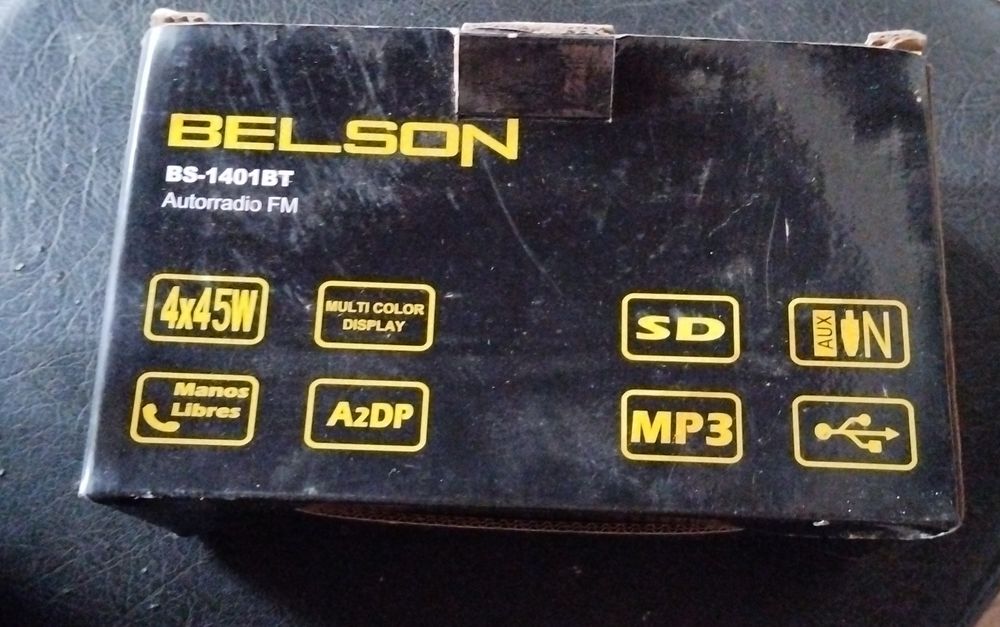 BELSON
BS-1401BT
Autorradio FM
4x45W
MULTI COLOR
DISPLAY
SD
AUX IN
Manos
Libres
A2DP
MP3